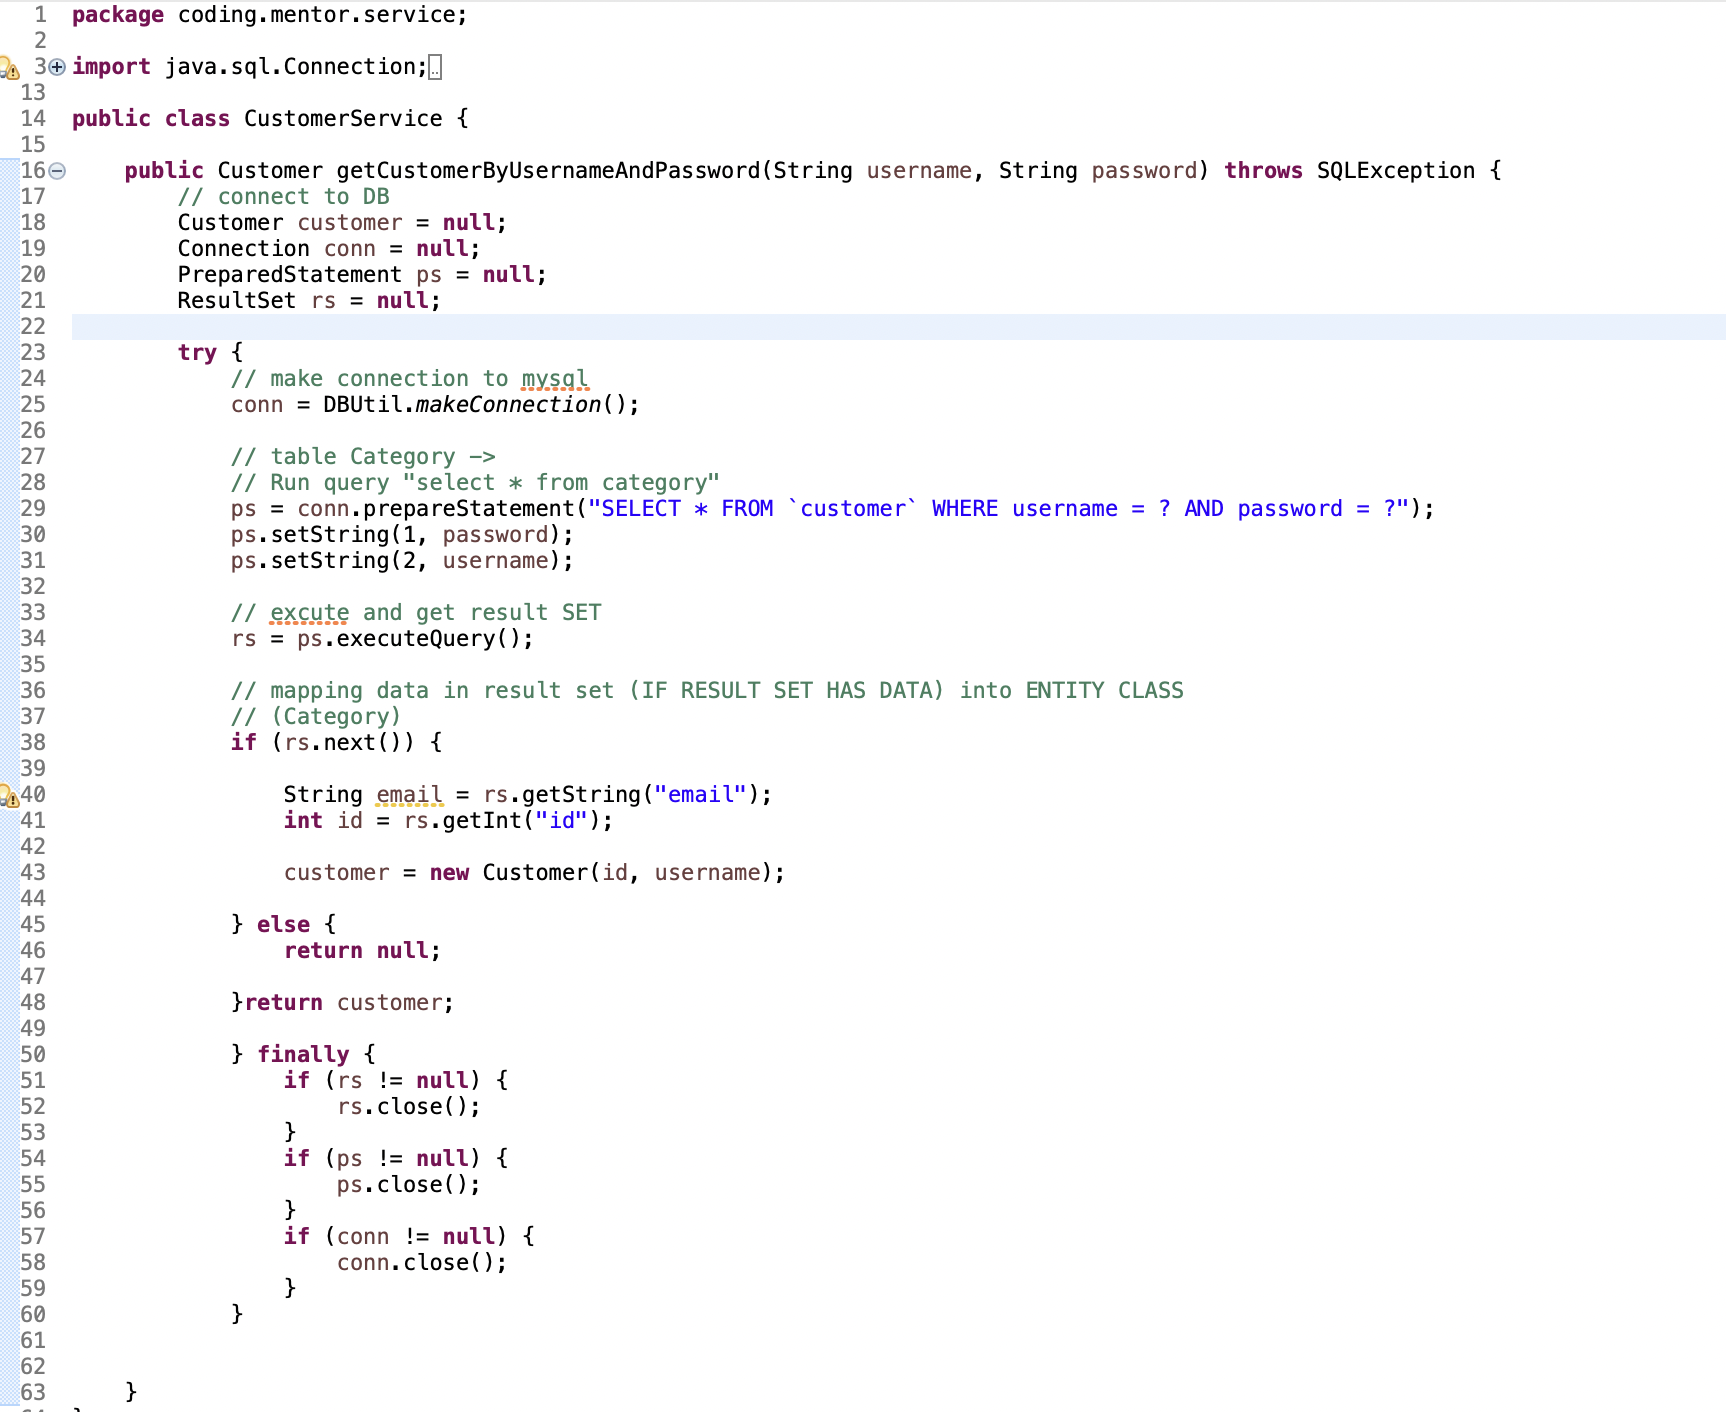 1 package coding.mentor.service;
2
3 import java.sql.Connection;
13
14 public class CustomerService {
15
16 public Customer getCustomerByUsernameAndPassword(String username, String password) throws SQLException {
17 // connect to DB
18 Customer customer = null;
19 Connection conn = null;
20 PreparedStatement ps = null;
21 ResultSet rs = null;
22
23 try {
24 // make connection to mysql
25 conn = DBUtil.makeConnection();
26
27 // table Category ->
28 // Run query "select * from category"
29 ps = conn.prepareStatement("SELECT * FROM `customer` WHERE username = ? AND password = ?");
30 ps.setString(1, password);
31 ps.setString(2, username);
32
33 // excute and get result SET
34 rs = ps.executeQuery();
35
36 // mapping data in result set (IF RESULT SET HAS DATA) into ENTITY CLASS
37 // (Category)
38 if (rs.next()) {
39
40 String email = rs.getString("email");
41 int id = rs.getInt("id");
42
43 customer = new Customer(id, username);
44
45 } else {
46 return null;
47
48 }return customer;
49
50 } finally {
51 if (rs != null) {
52 rs.close();
53 }
54 if (ps != null) {
55 ps.close();
56 }
57 if (conn != null) {
58 conn.close();
59 }
60 }
61
62
63 }